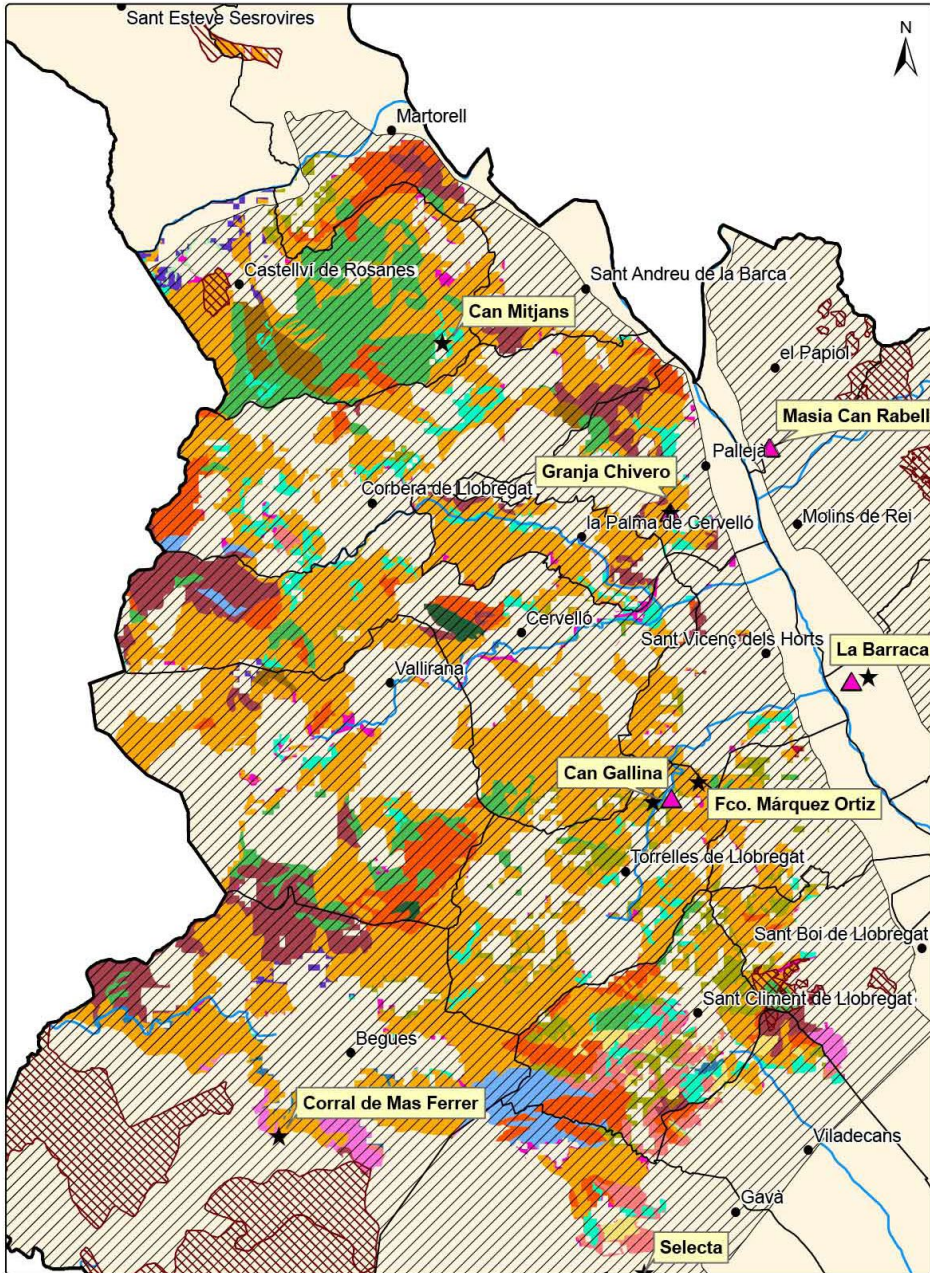 Sant Esteve Sesrovires
N
Martorell
Castellví de Rosanes
Sant Andreu de la Barca
Can Mitjans
el Papiol
Masia Can Rabell
Pallejà
Granja Chivero
Corbera de Llobregat
Molins de Rei
la Palma de Cervelló
Cervelló
Sant Vicenç dels Horts
La Barraca
Vallirana
Can Gallina
Fco. Márquez Ortiz
Torrelles de Llobregat
Sant Boi de Llobregat
Sant Climent de Llobregat
Begues
Corral de Mas Ferrer
Viladecans
Gavà
Selecta